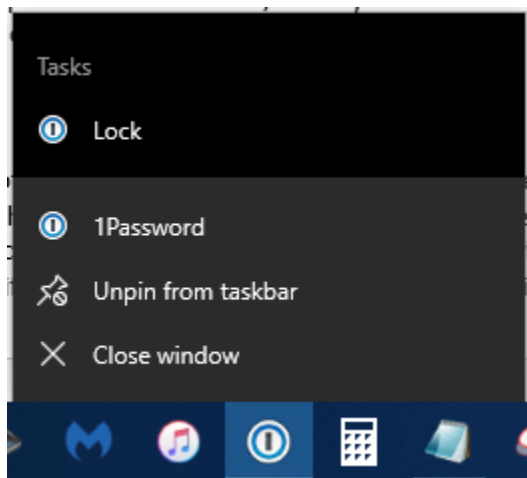 Tasks
Lock
1Password
Unpin from taskbar
Close window